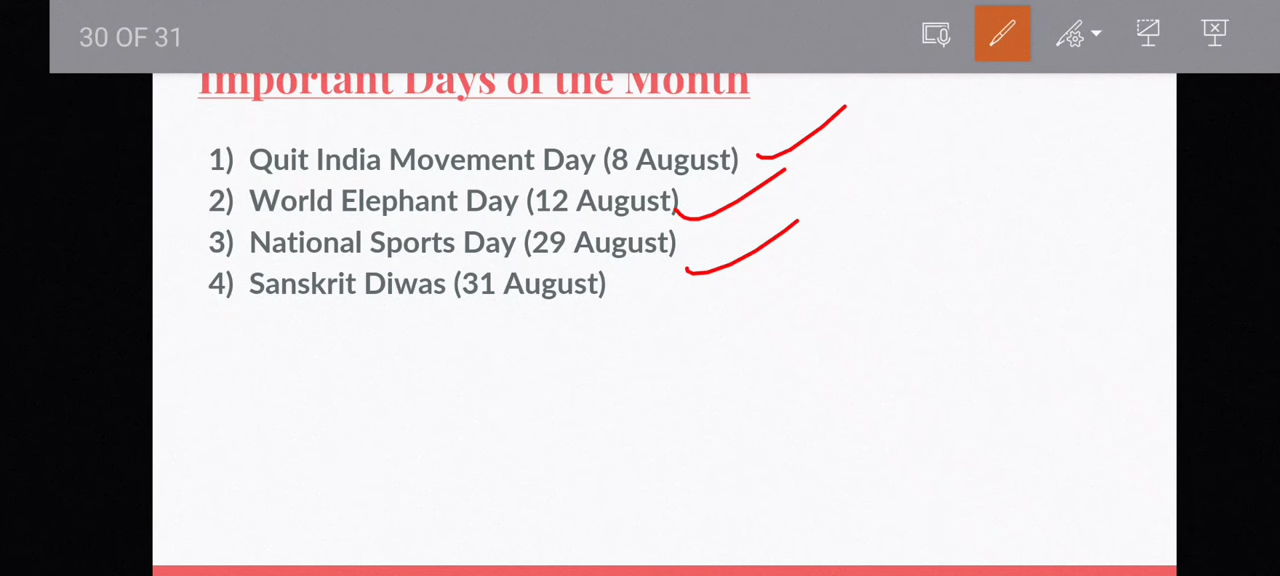 30 OF 31
Important Days of the Month
1) Quit India Movement Day (8 August)
2) World Elephant Day (12 August)
3) National Sports Day (29 August)
4) Sanskrit Diwas (31 August)